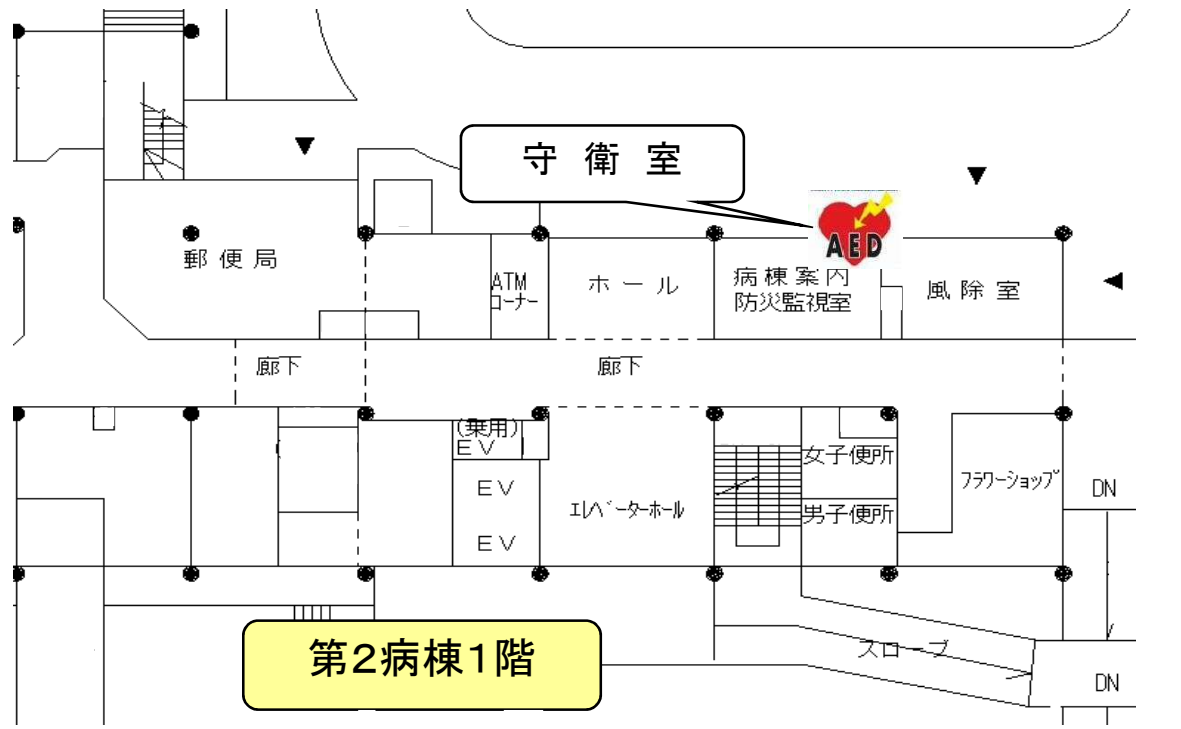 守 衛 室
AED
郵 便 局
ATM
コーナー
ホ ー ル
病 棟 案 内
防災監視室
風 除 室
廊下
廊下
(乗用)
EV
EV
EV
エレベーターホール
女子便所
男子便所
フラワーショップ
DN
スロープ
DN
第2病棟1階